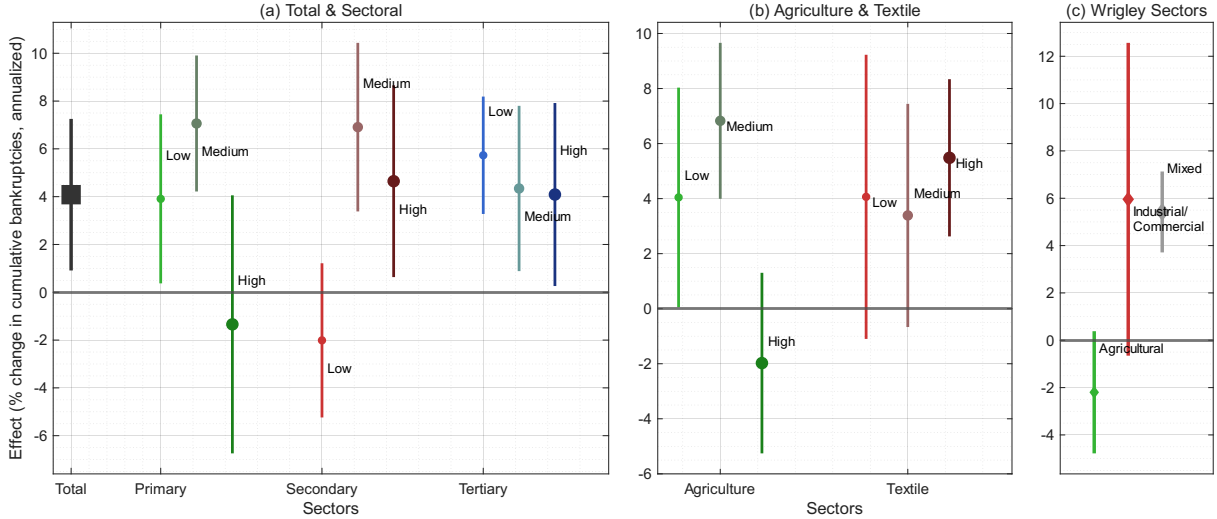 (a) Total & Sectoral
Effect (% change in cumulative bankruptcies, annualized)
10
8
6
4
2
0
-2
-4
-6
Low
Medium
High
Low
Medium
High
Low
Medium
High
Total
Primary
Secondary
Tertiary
Sectors
(b) Agriculture & Textile
10
8
6
4
2
0
-2
-4
-6
Low
Medium
High
Low
Medium
High
Agriculture
Textile
Sectors
(c) Wrigley Sectors
12
10
8
6
4
2
0
-2
-4
Agricultural
Industrial/
Commercial
Mixed